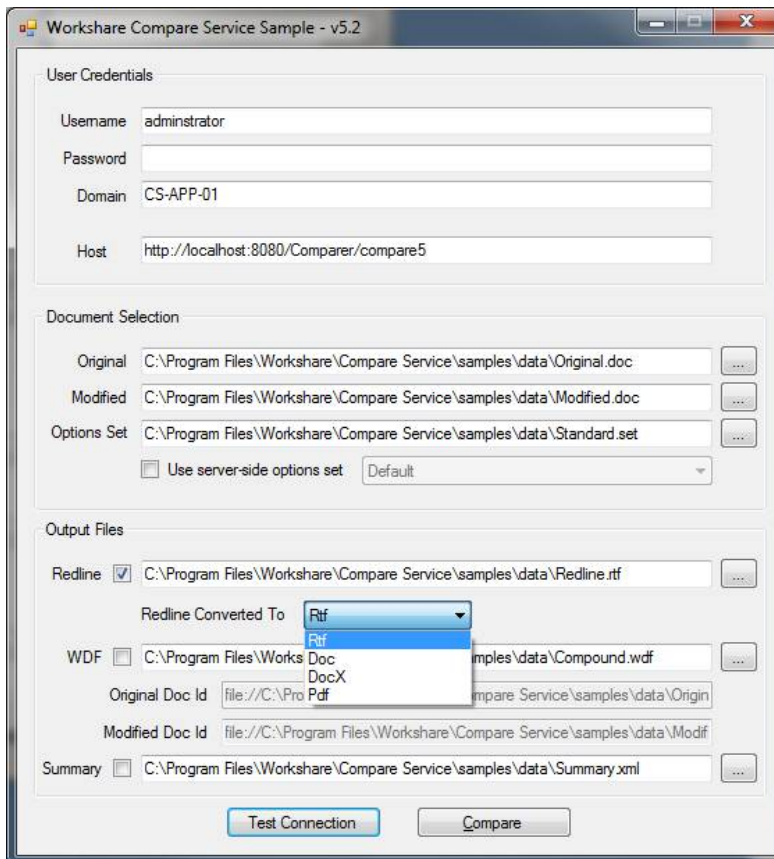 Workshare Compare Service Sample - v5.2
User Credentials
Username adminstrator
Password
Domain CS-APP-01
Host http://localhost:8080/Comparer/compare5
Document Selection
Original C:\Program Files\Workshare\Compare Service\samples\data\Original.doc ...
Modified C:\Program Files\Workshare\Compare Service\samples\data\Modified.doc ...
Options Set C:\Program Files\Workshare\Compare Service\samples\data\Standard.set ...
Use server-side options set Default
Output Files
Redline C:\Program Files\Workshare\Compare Service\samples\data\Redline.rtf ...
Redline Converted To Rtf
Rtf
WDF C:\Program Files\Works mples\data\Compound.wdf ...
Doc
DocX
Original Doc Id file://C:\Pro mpare Service\samples\data\Origin
Pdf
Modified Doc Id file://C:\Program Files\Workshare\Compare Service\samples\data\Modif
Summary C:\Program Files\Workshare\Compare Service\samples\data\Summary.xml ...
Test Connection Compare